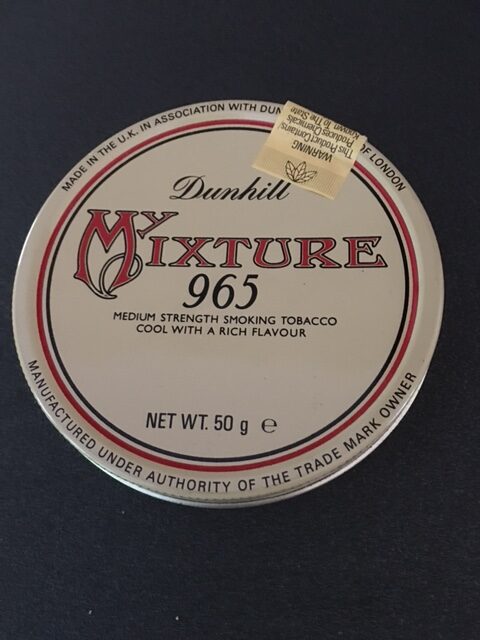 MADE IN THE U.K. IN ASSOCIATION WITH DUN
OF LONDON
WARNING
This Product Contains
Produces Chemicals
Known To The State
Dunhill
MY MIXTURE
965
MEDIUM STRENGTH SMOKING TOBACCO
COOL WITH A RICH FLAVOUR
NET WT. 50 g ℮
MANUFACTURED UNDER AUTHORITY OF THE TRADE MARK OWNER